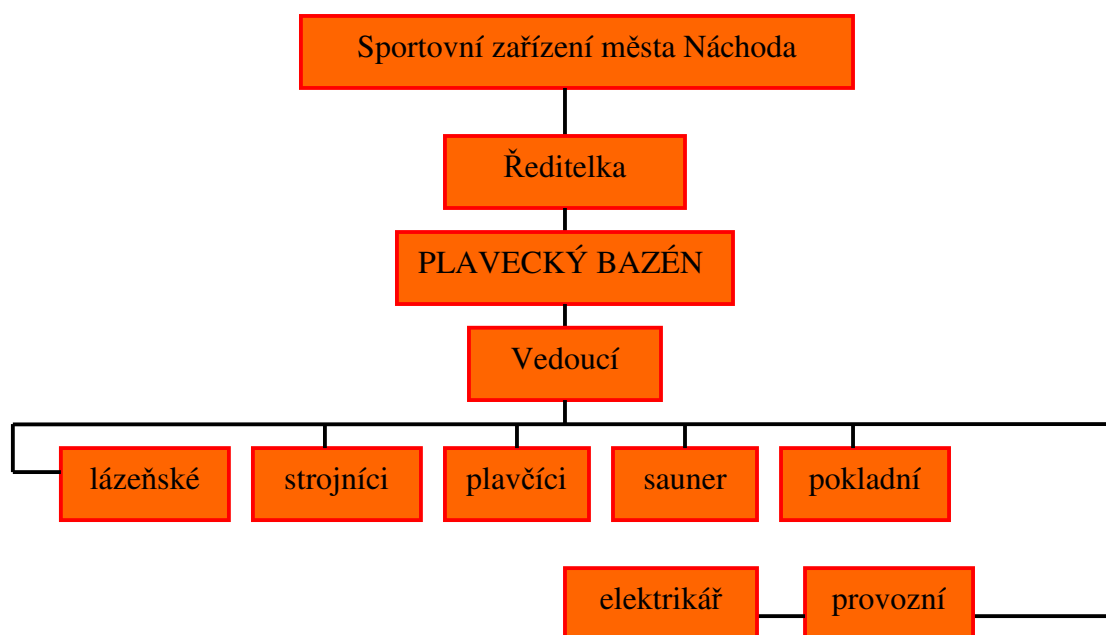 Sportovní zařízení města Náchoda
Ředitelka
PLAVECKÝ BAZÉN
Vedoucí
lázeňské
strojníci
plavčíci
sauner
pokladní
elektrikář
provozní